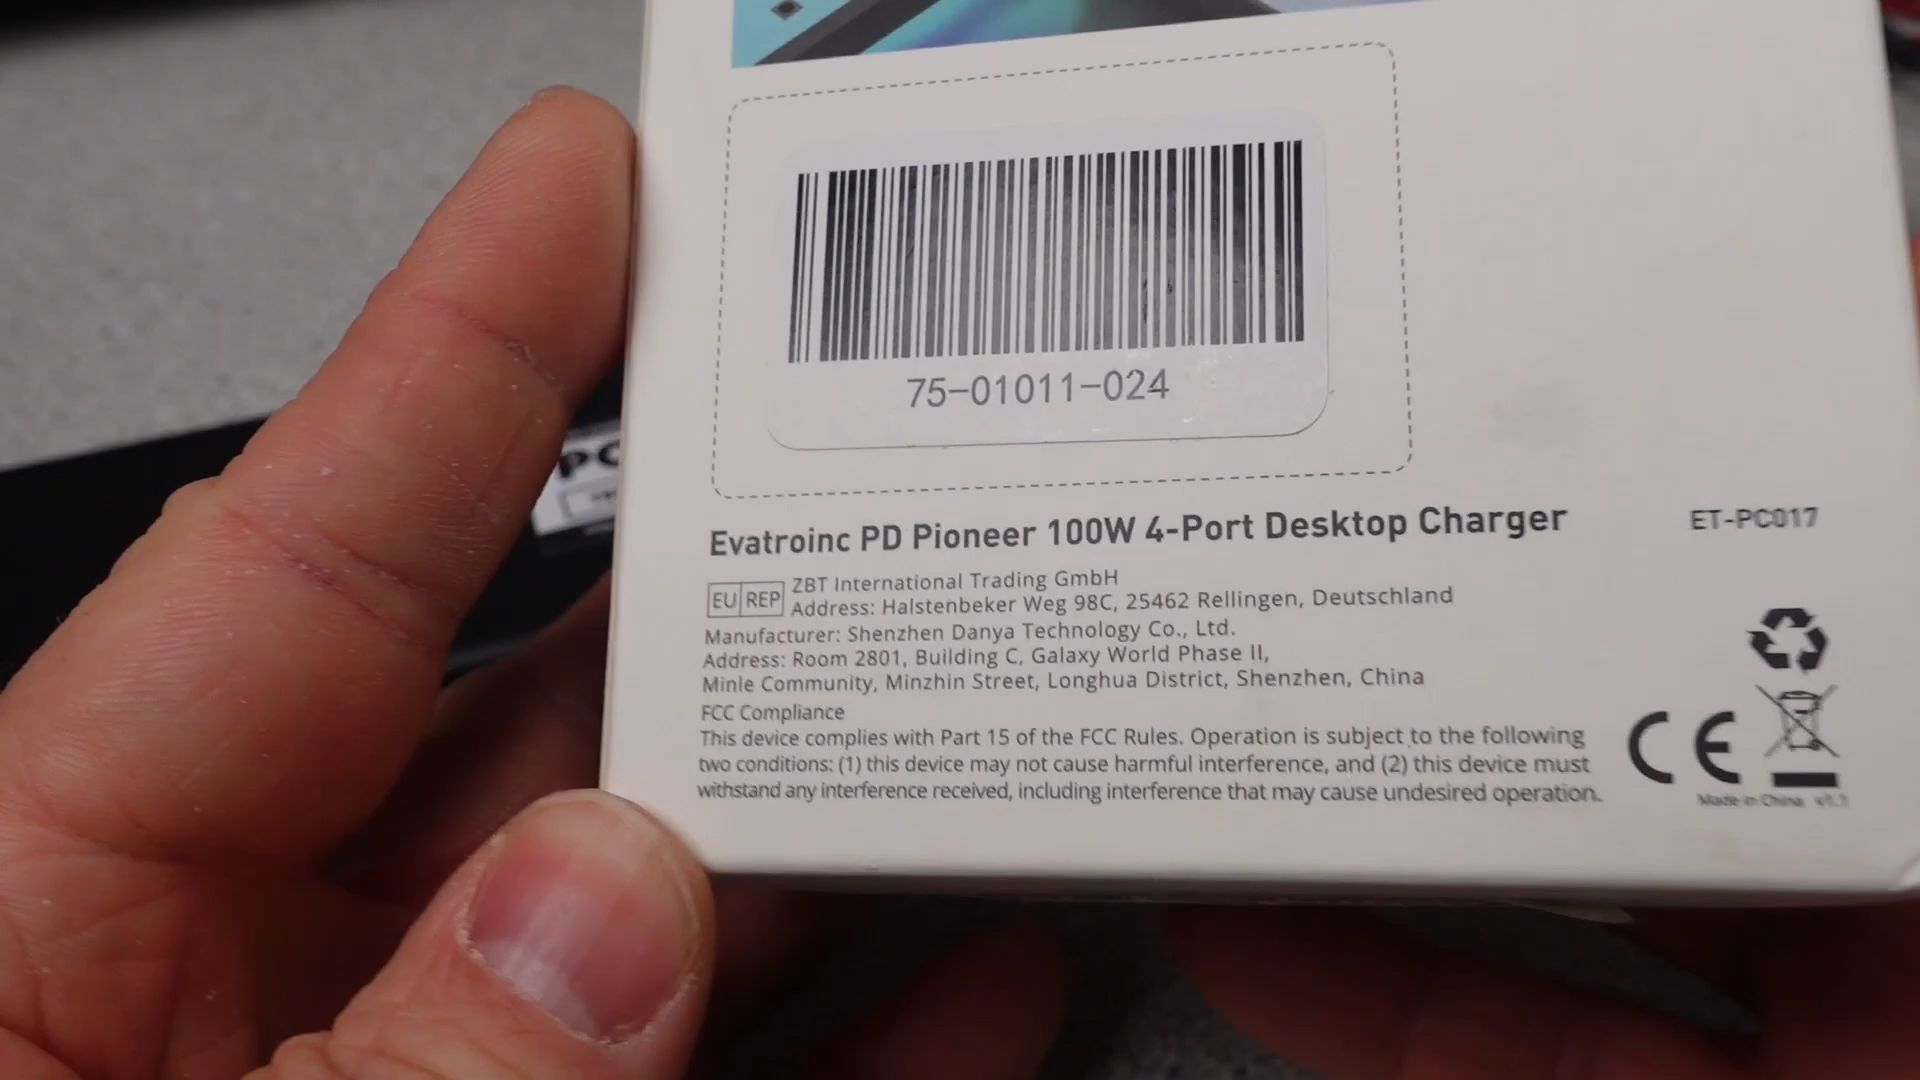 75-01011-024
Evatroinc PD Pioneer 100W 4-Port Desktop Charger
ET-PC017
EU REP
ZBT International Trading GmbH
Address: Halstenbeker Weg 98C, 25462 Rellingen, Deutschland
Manufacturer: Shenzhen Danya Technology Co., Ltd.
Address: Room 2801, Building C, Galaxy World Phase II,
Minle Community, Minzhin Street, Longhua District, Shenzhen, China
FCC Compliance
This device complies with Part 15 of the FCC Rules. Operation is subject to the following
two conditions: (1) this device may not cause harmful interference, and (2) this device must
withstand any interference received, including interference that may cause undesired operation.
CE
Made in China v1.1
PC